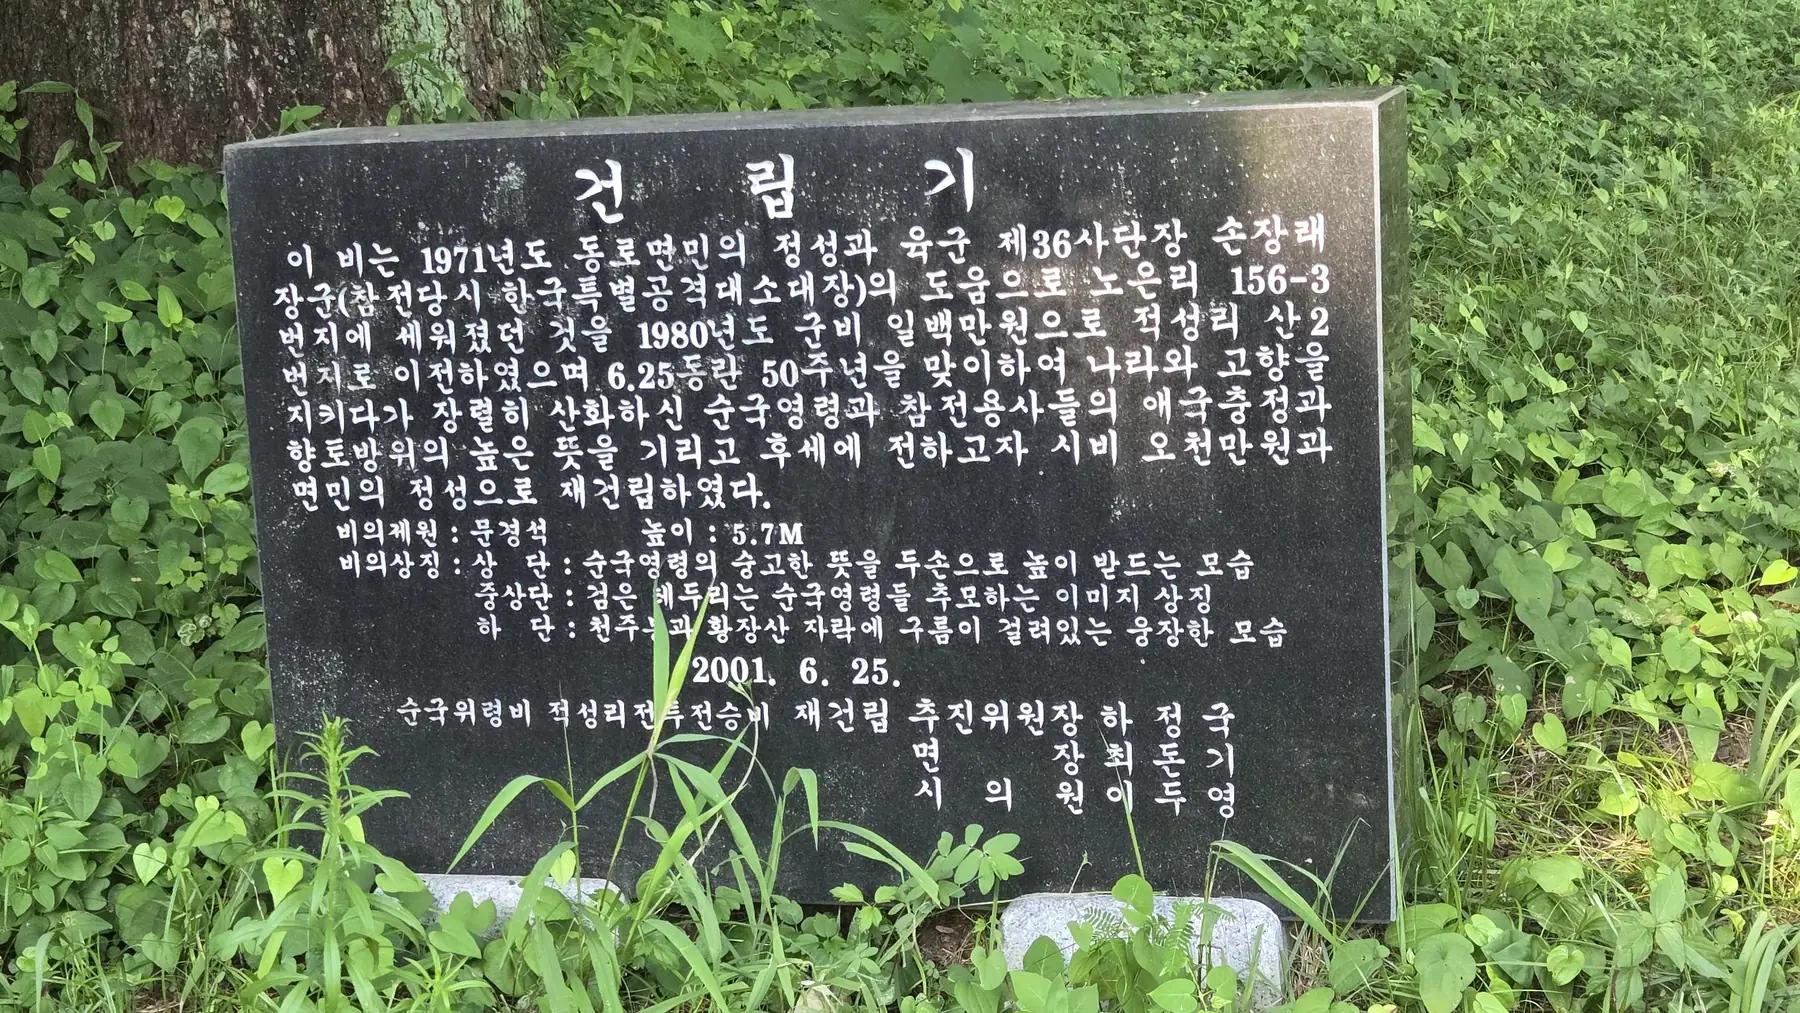 건 립 기
이 비는 1971년도 동로면민의 정성과 육군 제36사단장 손장래
장군(참전당시 한국특별공격대소대장)의 도움으로 노은리 156-3
번지에 세워졌던 것을 1980년도 군비 일백만원으로 적성리 산2
번지로 이전하였으며 6.25동란 50주년을 맞이하여 나라와 고향을
지키다가 장렬히 산화하신 순국영령과 참전용사들의 애국충정과
향토방위의 높은 뜻을 기리고 후세에 전하고자 시비 오천만원과
면민의 정성으로 재건립하였다.
비의제원 : 문경석 높이 : 5.7M
비의상징 : 상 단 : 순국영령의 숭고한 뜻을 두손으로 높이 받드는 모습
중상단 : 검은 테두리는 순국영령들 추모하는 이미지 상징
하 단 : 천주봉과 황장산 자락에 구름이 걸려있는 웅장한 모습
2001. 6. 25.
순국위령비 적성리전투전승비 재건립 추진위원장 하 정 국
면 장 최 돈 기
시 의 원 이 두 영